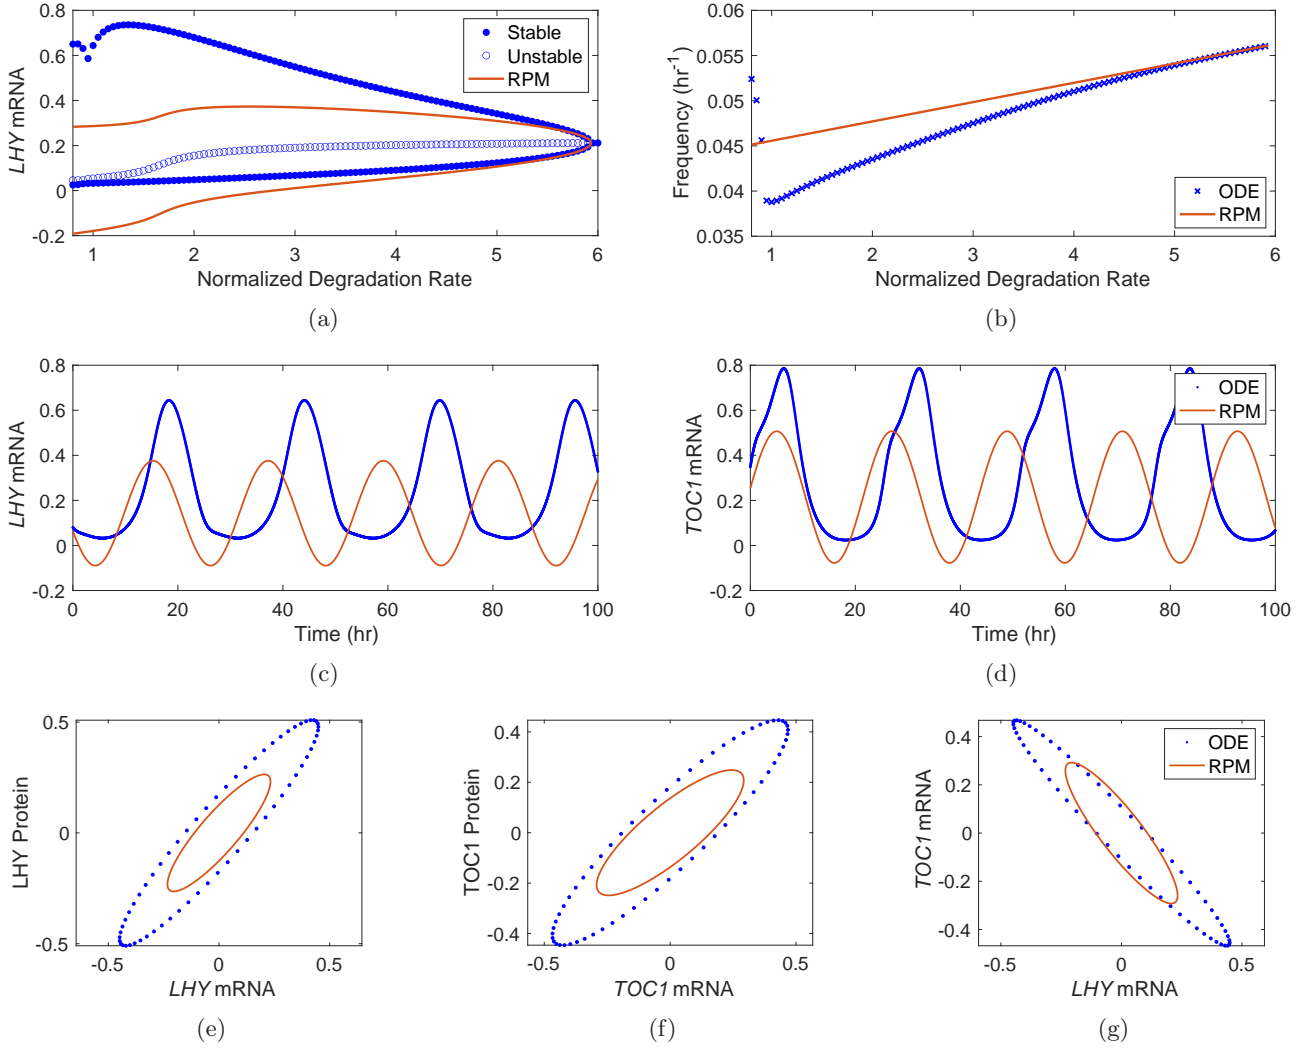 0.8
0.6
0.4
0.2
0
-0.2
LHY mRNA
Stable
Unstable
RPM
1 2 3 4 5 6
Normalized Degradation Rate
(a)
0.06
0.055
0.05
0.045
0.04
0.035
Frequency (hr-1)
ODE
RPM
1 2 3 4 5 6
Normalized Degradation Rate
(b)
0.8
0.6
0.4
0.2
0
-0.2
LHY mRNA
0 20 40 60 80 100
Time (hr)
(c)
0.8
0.6
0.4
0.2
0
-0.2
TOC1 mRNA
ODE
RPM
0 20 40 60 80 100
Time (hr)
(d)
0.5
0
-0.5
LHY Protein
-0.5 0 0.5
LHY mRNA
(e)
0.4
0.2
0
-0.2
-0.4
TOC1 Protein
-0.5 0 0.5
TOC1 mRNA
(f)
0.4
0.2
0
-0.2
-0.4
TOC1 mRNA
ODE
RPM
-0.5 0 0.5
LHY mRNA
(g)